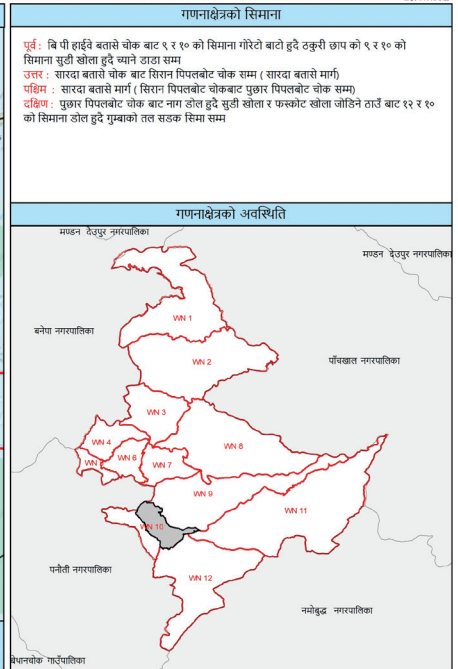 गणनाक्षेत्रको सिमाना
पूर्व : बि पी हाईवे बतासे चोक बाट ९ र १० को सिमाना गोरेटो बाटो हुदै ठकुरी छाप को ९ र १० को
सिमाना सुडी खोला हुदै च्याने डाडा सम्म
उत्तर : सारदा बतासे चोक बाट सिरान पिपलबोट चोक सम्म ( सारदा बतासे मार्ग)
पश्चिम : सारदा बतासे मार्ग ( सिरान पिपलबोट चोकबाट पुछार पिपलबोट चोक सम्म)
दक्षिण : पुछार पिपलबोट चोक बाट नाग डोल हुदै सुडी खोला र फस्कोट खोला जोडिने ठाउँ बाट १२ र १०
को सिमाना डोल हुदै गुम्बाको तल सडक सिमा सम्म
गणनाक्षेत्रको अवस्थिति
मण्डन देउपुर नगरपालिका
मण्डन देउपुर नगरपालिका
WN 1
बनेपा नगरपालिका
WN 2
पाँचखाल नगरपालिका
WN 3
WN 4
WN 8
WN 6
WN
WN 7
WN 9
WN 11
WN 10
पनौती नगरपालिका
WN 12
नमोबुद्ध नगरपालिका
बेथानचोक गाउँपालिका